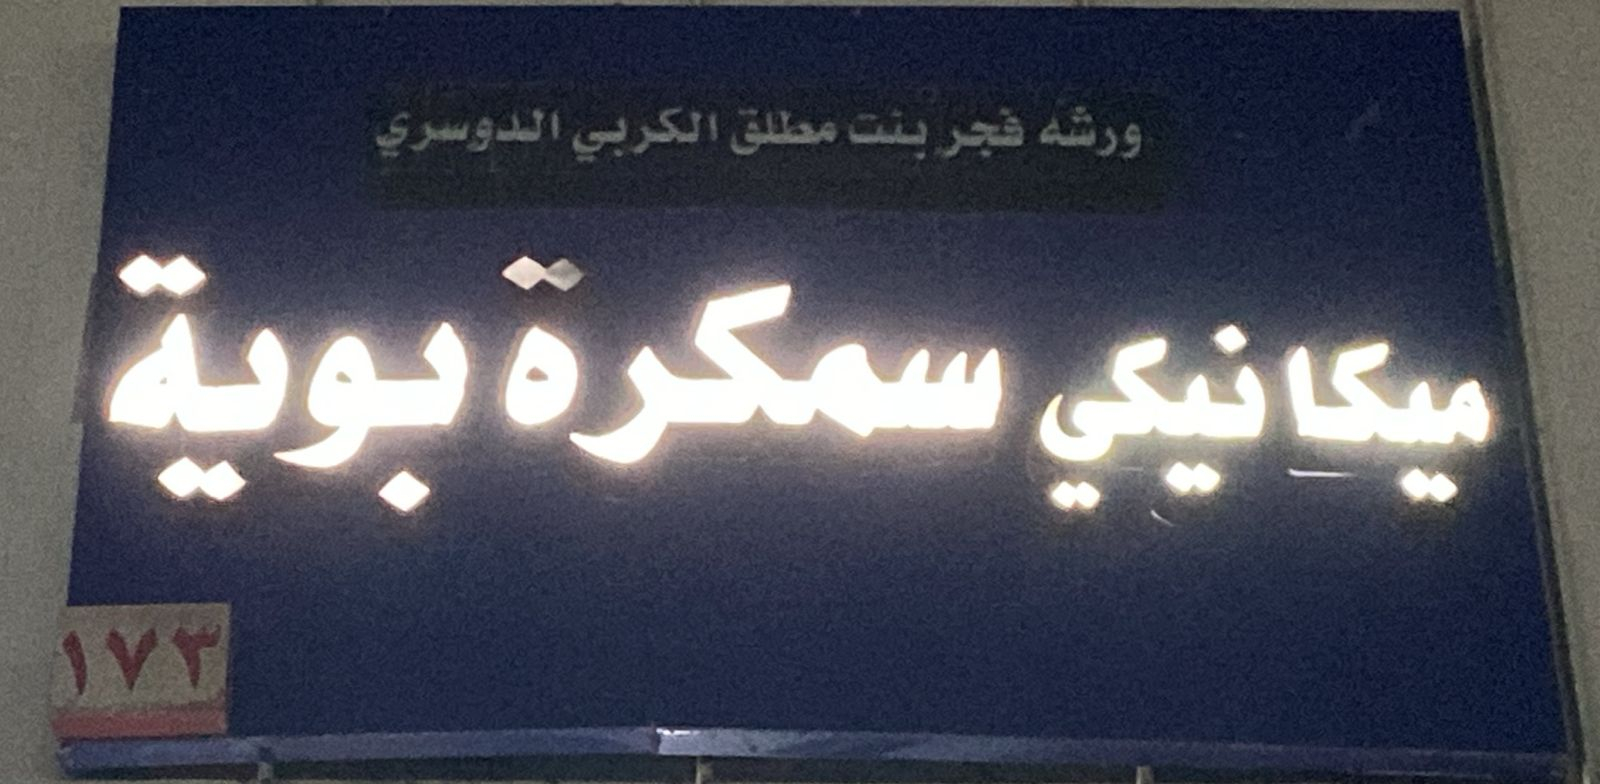 ورشه فجر بنت مطلق الكربي الدوسري
ميكانيكي سمكرة بوية
١٧٣